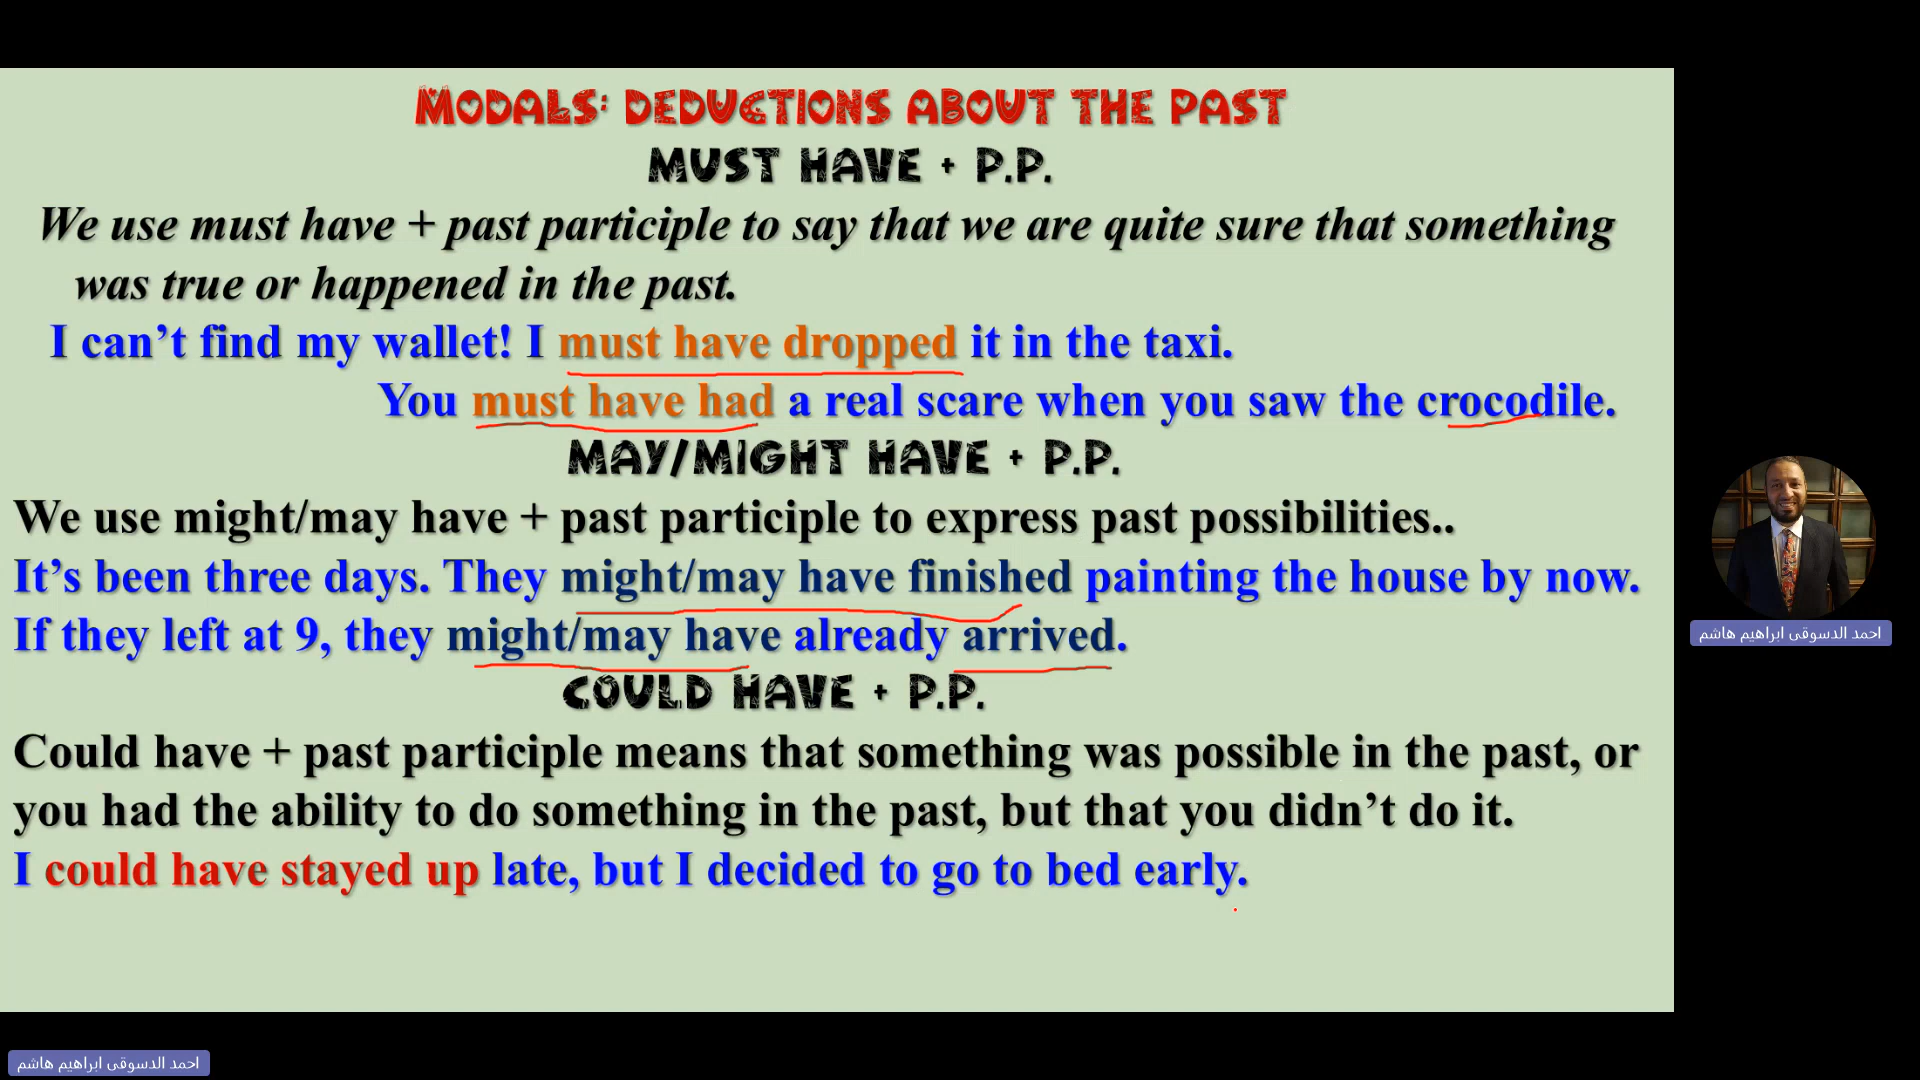 MODALS: DEDUCTIONS ABOUT THE PAST
MUST HAVE + P.P.
We use must have + past participle to say that we are quite sure that something
was true or happened in the past.
I can’t find my wallet! I must have dropped it in the taxi.
You must have had a real scare when you saw the crocodile.
MAY/MIGHT HAVE + P.P.
We use might/may have + past participle to express past possibilities..
It’s been three days. They might/may have finished painting the house by now.
If they left at 9, they might/may have already arrived.
COULD HAVE + P.P.
Could have + past participle means that something was possible in the past, or
you had the ability to do something in the past, but that you didn’t do it.
I could have stayed up late, but I decided to go to bed early.
احمد الدسوقى ابراهيم هاشم
احمد الدسوقى ابراهيم هاشم